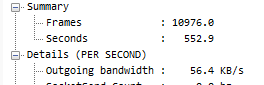 Summary
Frames : 10976.0
Seconds : 552.9
Details (PER SECOND)
Outgoing bandwidth : 56.4 KB/s